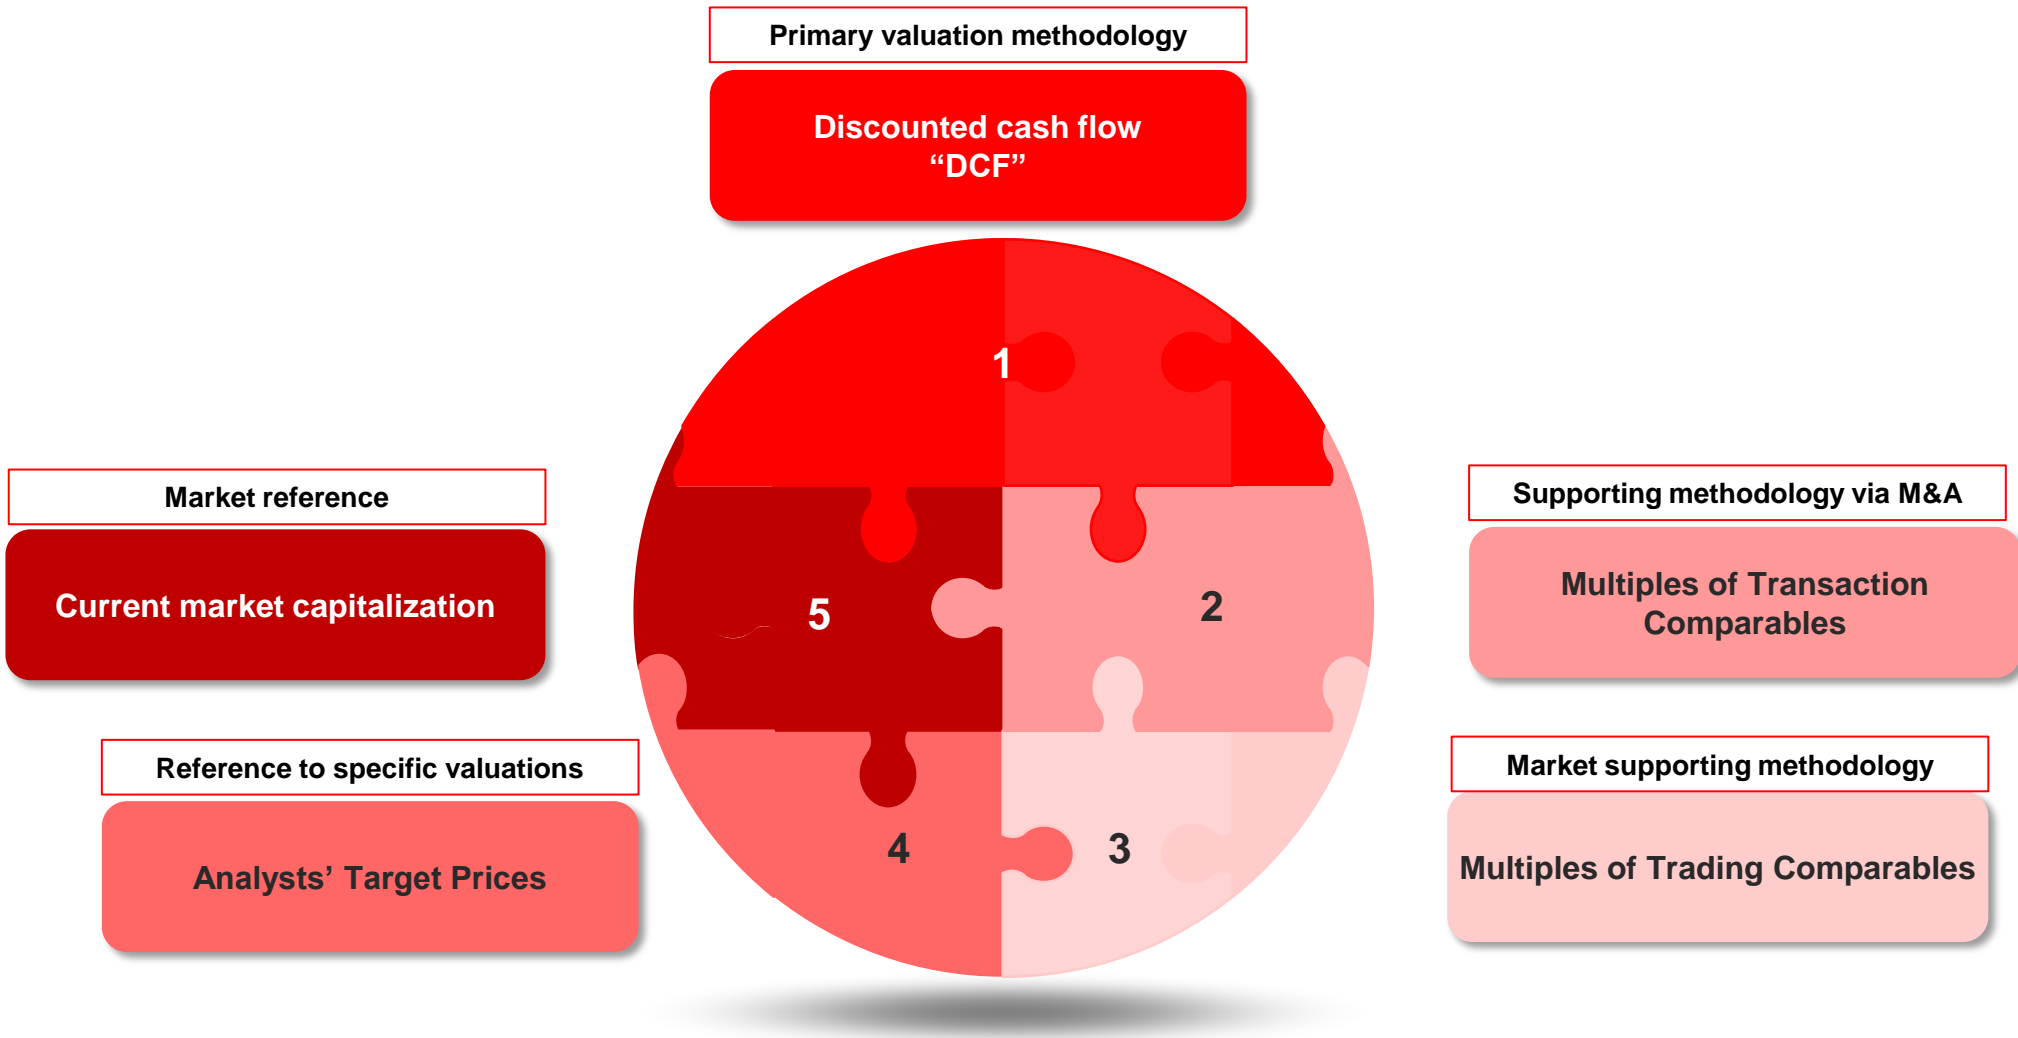 Primary valuation methodology
Discounted cash flow
“DCF”
1
Market reference
Current market capitalization
5
2
Supporting methodology via M&A
Multiples of Transaction
Comparables
Reference to specific valuations
Analysts’ Target Prices
4
3
Market supporting methodology
Multiples of Trading Comparables